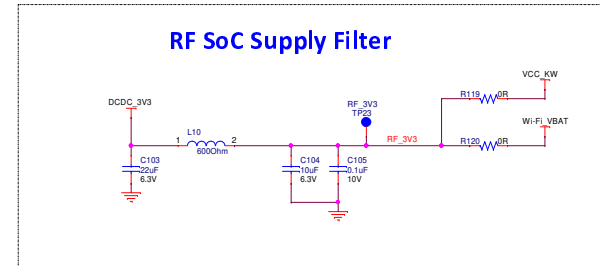 RF SoC Supply Filter
VCC_KW
R119 0R
DCDC_3V3
RF_3V3
TP23
Wi-Fi_VBAT
L10
1 2
600Ohm
RF_3V3
R120 0R
C103
22uF
6.3V
C104
10uF
6.3V
C105
0.1uF
10V